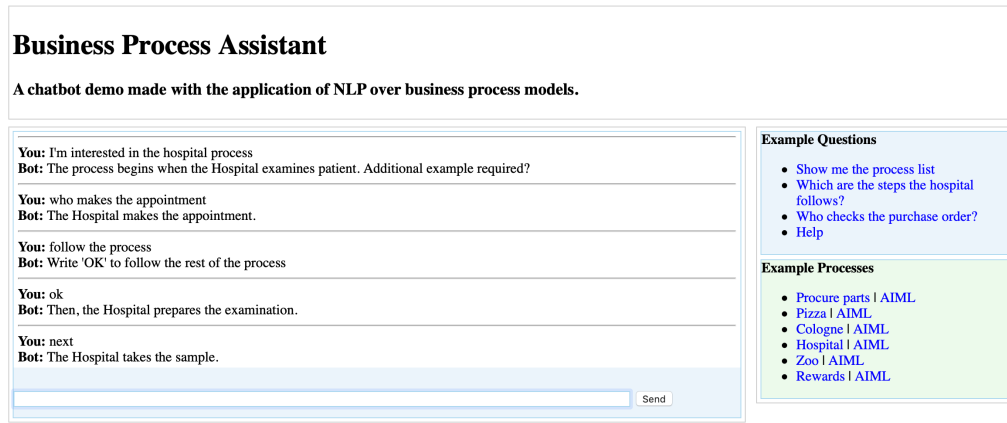 Business Process Assistant
A chatbot demo made with the application of NLP over business process models.
You: I'm interested in the hospital process
Bot: The process begins when the Hospital examines patient. Additional example required?
You: who makes the appointment
Bot: The Hospital makes the appointment.
You: follow the process
Bot: Write 'OK' to follow the rest of the process
You: ok
Bot: Then, the Hospital prepares the examination.
You: next
Bot: The Hospital takes the sample.
Send
Example Questions
Show me the process list
Which are the steps the hospital
follows?
Who checks the purchase order?
Help
Example Processes
Procure parts | AIML
Pizza | AIML
Cologne | AIML
Hospital | AIML
Zoo | AIML
Rewards | AIML